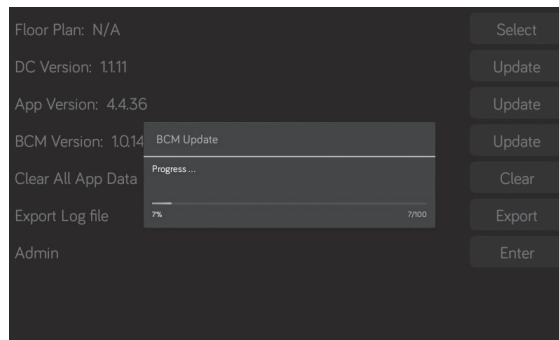 Floor Plan: N/A Select
DC Version: 1.1.11 Update
App Version: 4.4.36 Update
BCM Version: 1.0.14 Update
BCM Update
Progress...
7% 7/100
Clear All App Data Clear
Export Log file Export
Admin Enter